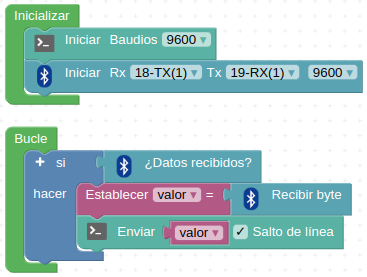 Inicializar
Iniciar Baudios 9600
Iniciar Rx 18-TX(1) Tx 19-RX(1) 9600
Bucle
+ si ¿Datos recibidos?
hacer Establecer valor = Recibir byte
Enviar valor Salto de línea